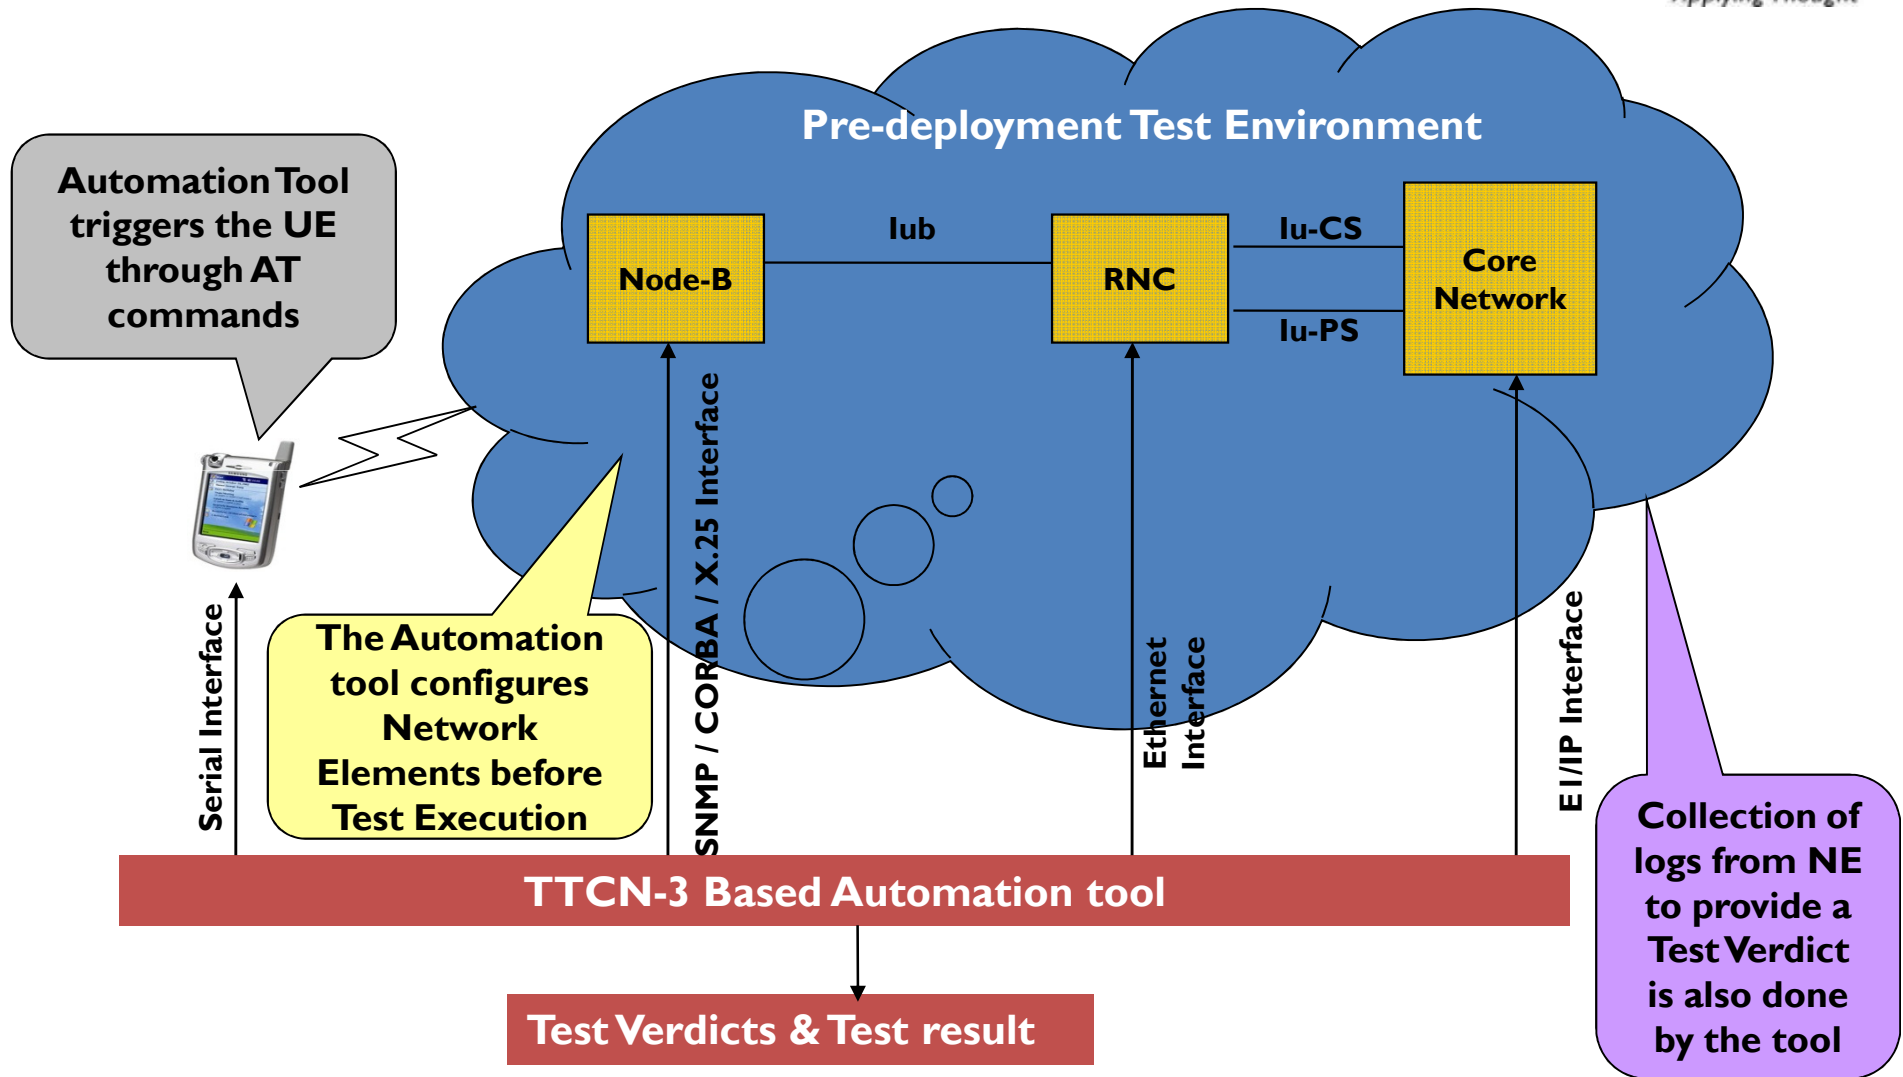 Applying Thought
Pre-deployment Test Environment
Automation Tool
triggers the UE
through AT
commands
Node-B
Iub
RNC
Iu-CS
Iu-PS
Core
Network
Serial Interface
The Automation
tool configures
Network
Elements before
Test Execution
SNMP / CORBA / X.25 Interface
Ethernet
Interface
E1/IP Interface
Collection of
logs from NE
to provide a
Test Verdict
is also done
by the tool
TTCN-3 Based Automation tool
Test Verdicts & Test result